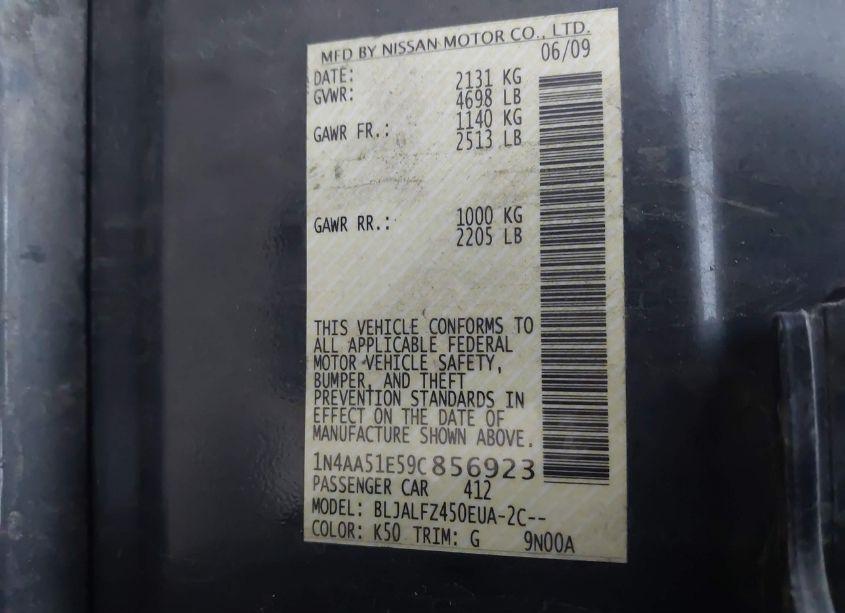 MFD BY NISSAN MOTOR CO., LTD.
DATE: 06/09
GVWR: 2131 KG
4698 LB
GAWR FR.: 1140 KG
2513 LB
GAWR RR.: 1000 KG
2205 LB
THIS VEHICLE CONFORMS TO
ALL APPLICABLE FEDERAL
MOTOR VEHICLE SAFETY,
BUMPER, AND THEFT
PREVENTION STANDARDS IN
EFFECT ON THE DATE OF
MANUFACTURE SHOWN ABOVE.
1N4AA51E59C856923
PASSENGER CAR 412
MODEL: BLJALFZ450EUA-2C--
COLOR: K50 TRIM: G 9N00A